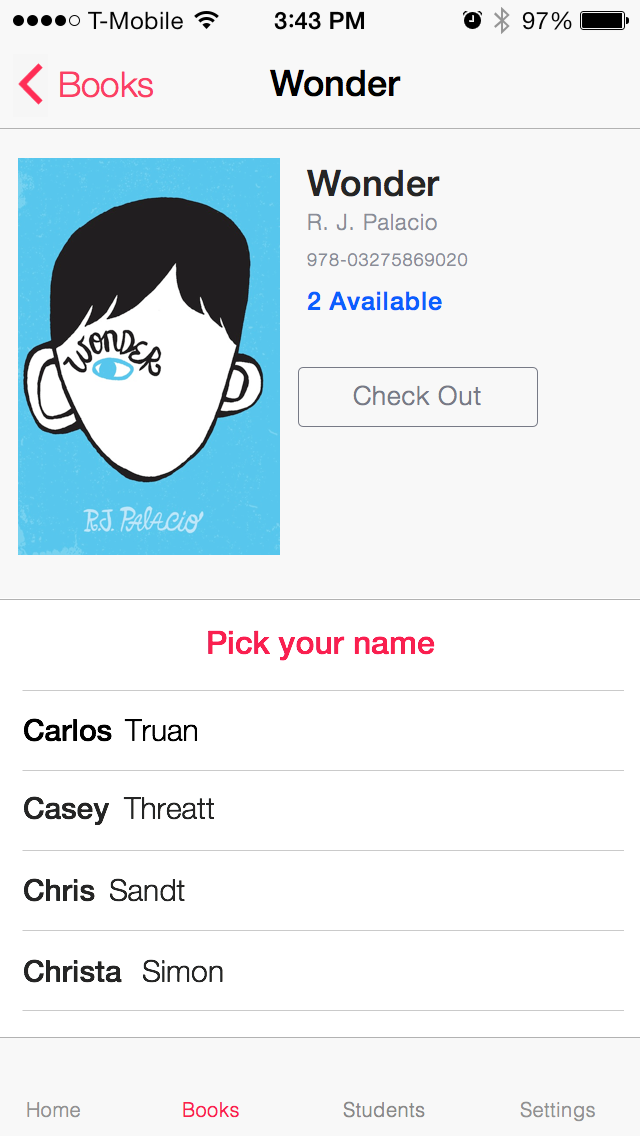 T-Mobile 3:43 PM 97%
Books Wonder
Wonder
R. J. Palacio
978-03275869020
2 Available
Check Out
WONDER
R.J. PALACIO
Pick your name
Carlos Truan
Casey Threatt
Chris Sandt
Christa Simon
Home Books Students Settings